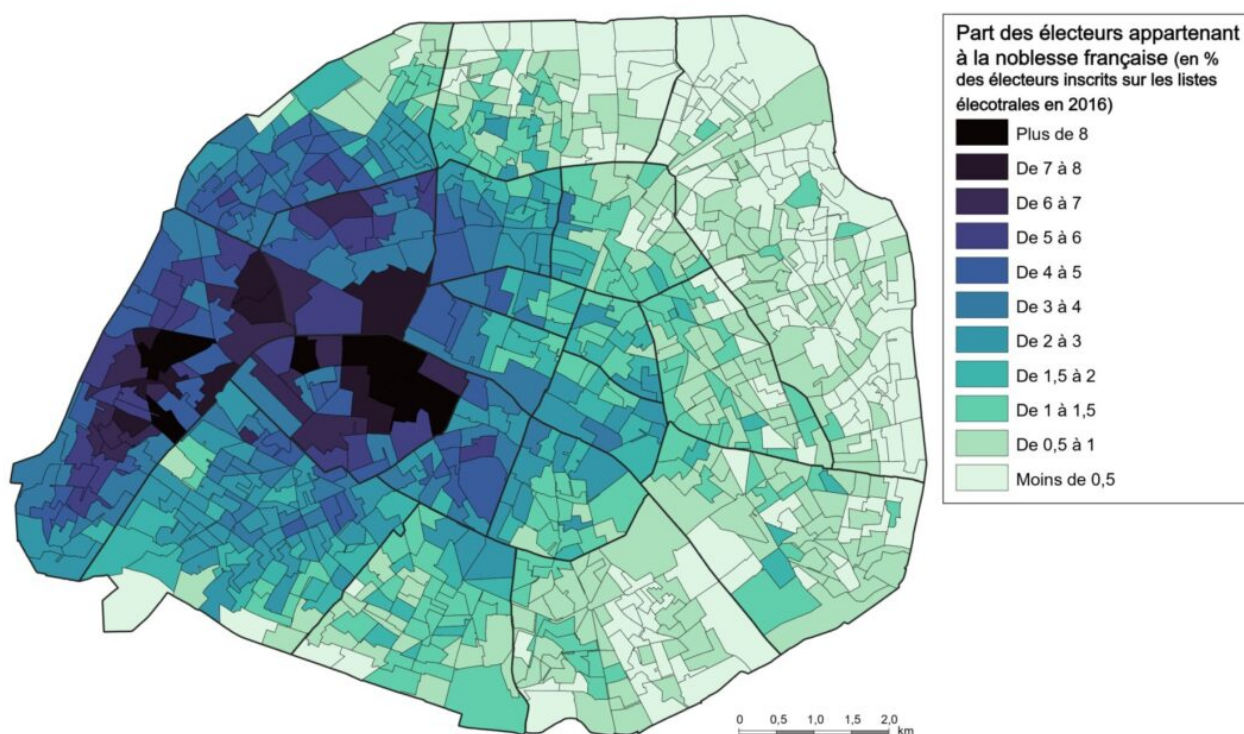 Part des électeurs appartenant
à la noblesse française (en %
des électeurs inscrits sur les listes
élecotrales en 2016)
Plus de 8
De 7 à 8
De 6 à 7
De 5 à 6
De 4 à 5
De 3 à 4
De 2 à 3
De 1,5 à 2
De 1 à 1,5
De 0,5 à 1
Moins de 0,5
0 0,5 1,0 1,5 2,0
km